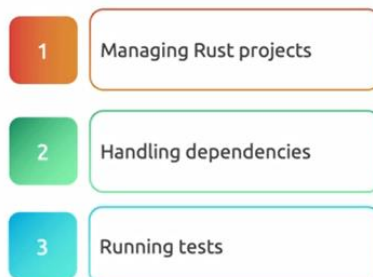 1 Managing Rust projects
2 Handling dependencies
3 Running tests